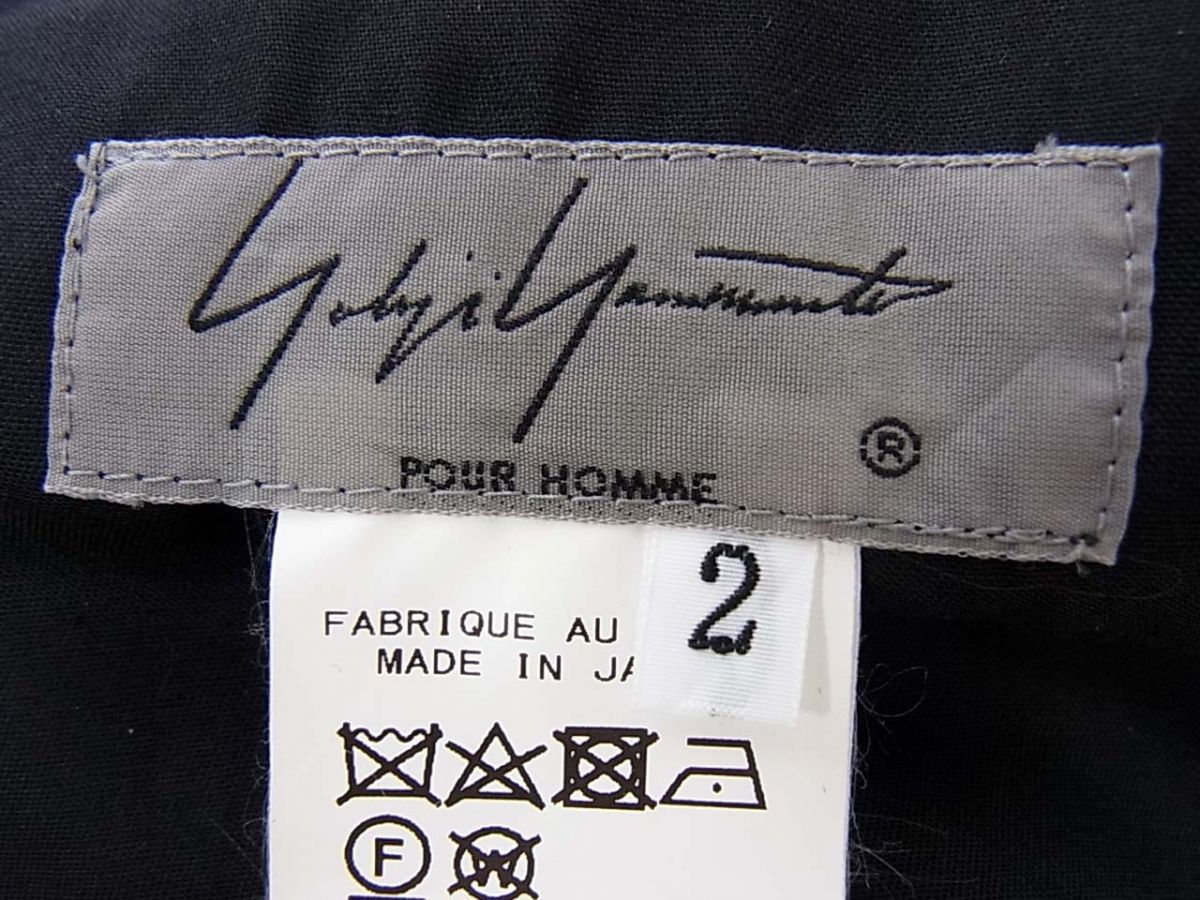 Yohji Yamamoto
®
POUR HOMME
2
FABRIQUE AU
MADE IN JA
F
W